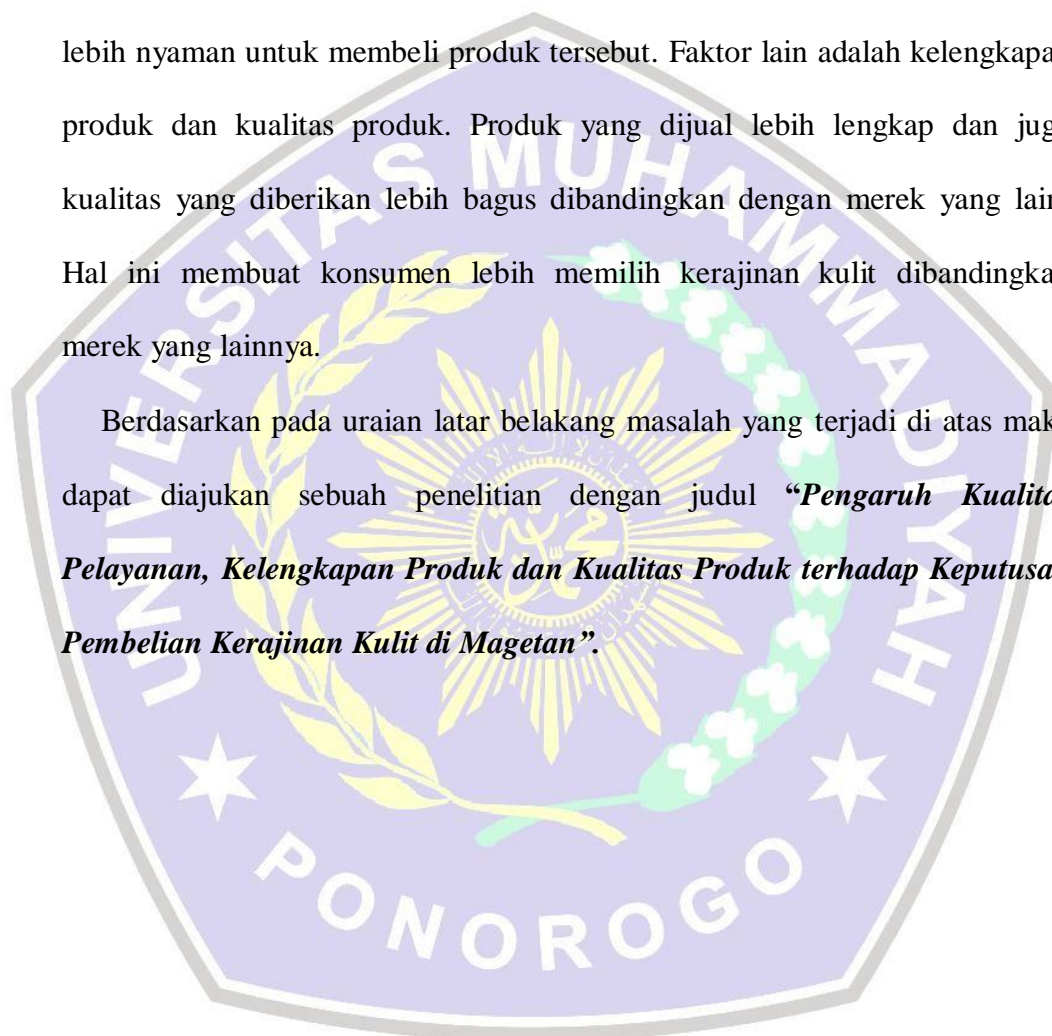 lebih nyaman untuk membeli produk tersebut. Faktor lain adalah kelengkapa
produk dan kualitas produk. Produk yang dijual lebih lengkap dan jug
kualitas yang diberikan lebih bagus dibandingkan dengan merek yang lain
Hal ini membuat konsumen lebih memilih kerajinan kulit dibandingka
merek yang lainnya.
Berdasarkan pada uraian latar belakang masalah yang terjadi di atas mak
dapat diajukan sebuah penelitian dengan judul “Pengaruh Kualita
Pelayanan, Kelengkapan Produk dan Kualitas Produk terhadap Keputusa
Pembelian Kerajinan Kulit di Magetan”.
UNIVERSITAS MUHAMMADIYAH
PONOROGO